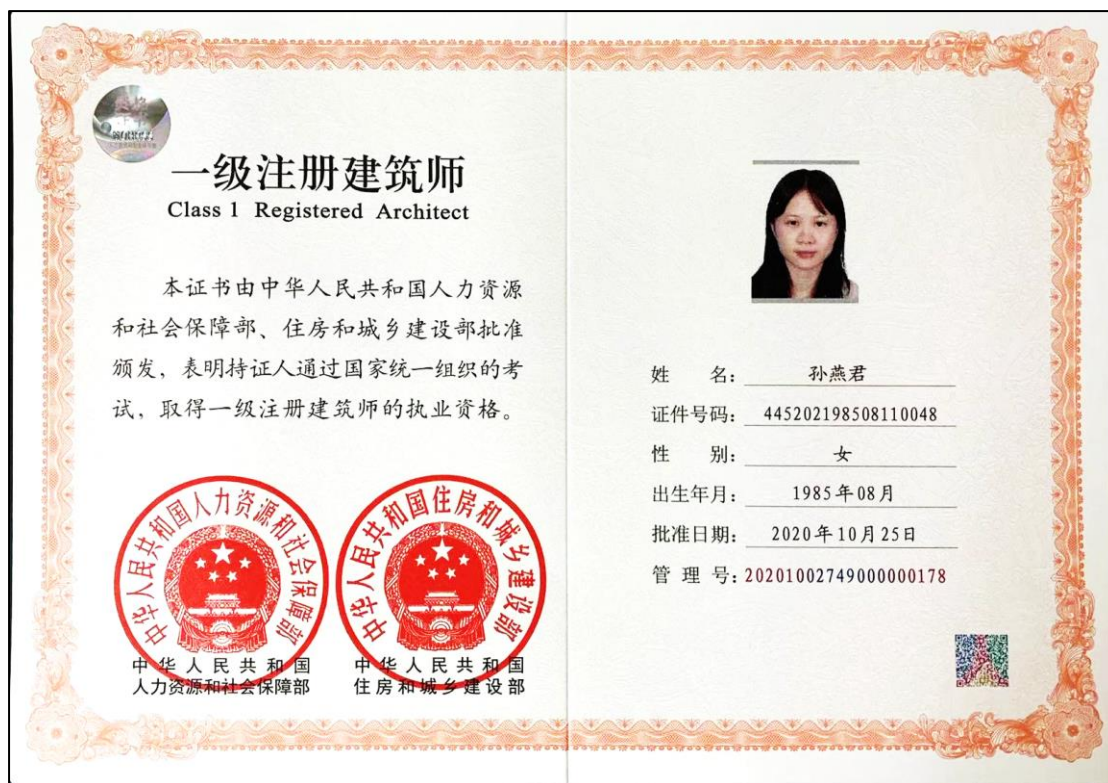 一级注册建筑师
Class 1 Registered Architect
本证书由中华人民共和国人力资源
和社会保障部、住房和城乡建设部批准
颁发,表明持证人通过国家统一组织的考
试,取得一级注册建筑师的执业资格。
中华人民共和国人力资源和社会保障部
中华人民共和国住房和城乡建设部
中华人民共和国
人力资源和社会保障部
中华人民共和国
住房和城乡建设部
姓 名: 孙燕君
证件号码: 445202198508110048
性 别: 女
出生年月: 1985年08月
批准日期: 2020年10月25日
管 理 号: 20201002749000000178